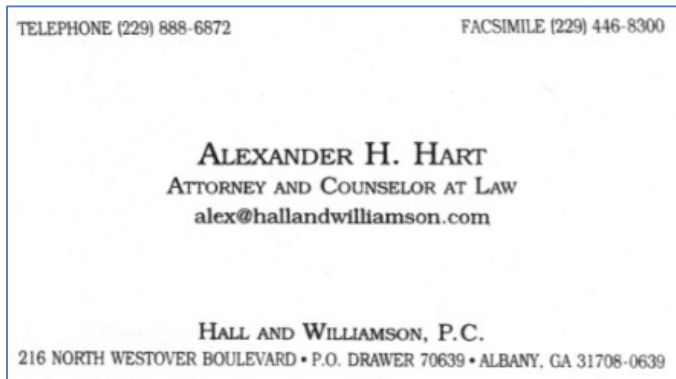 TELEPHONE (229) 888-6872 FACSIMILE (229) 446-8300
ALEXANDER H. HART
ATTORNEY AND COUNSELOR AT LAW
alex@hallandwilliamson.com
HALL AND WILLIAMSON, P.C.
216 NORTH WESTOVER BOULEVARD • P.O. DRAWER 70639 • ALBANY, GA 31708-0639